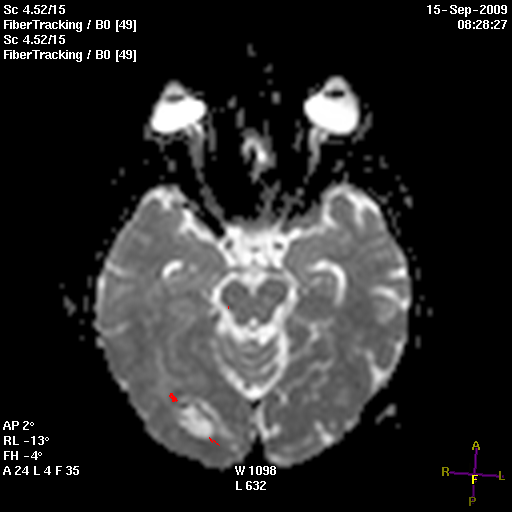 Sc 4.52/15
FiberTracking / B0 [49]
Sc 4.52/15
FiberTracking / B0 [49]
15-Sep-2009
08:28:27
AP 2°
RL -13°
FH -4°
A 24 L 4 F 35
W 1098
L 632
A
R
F
L
P